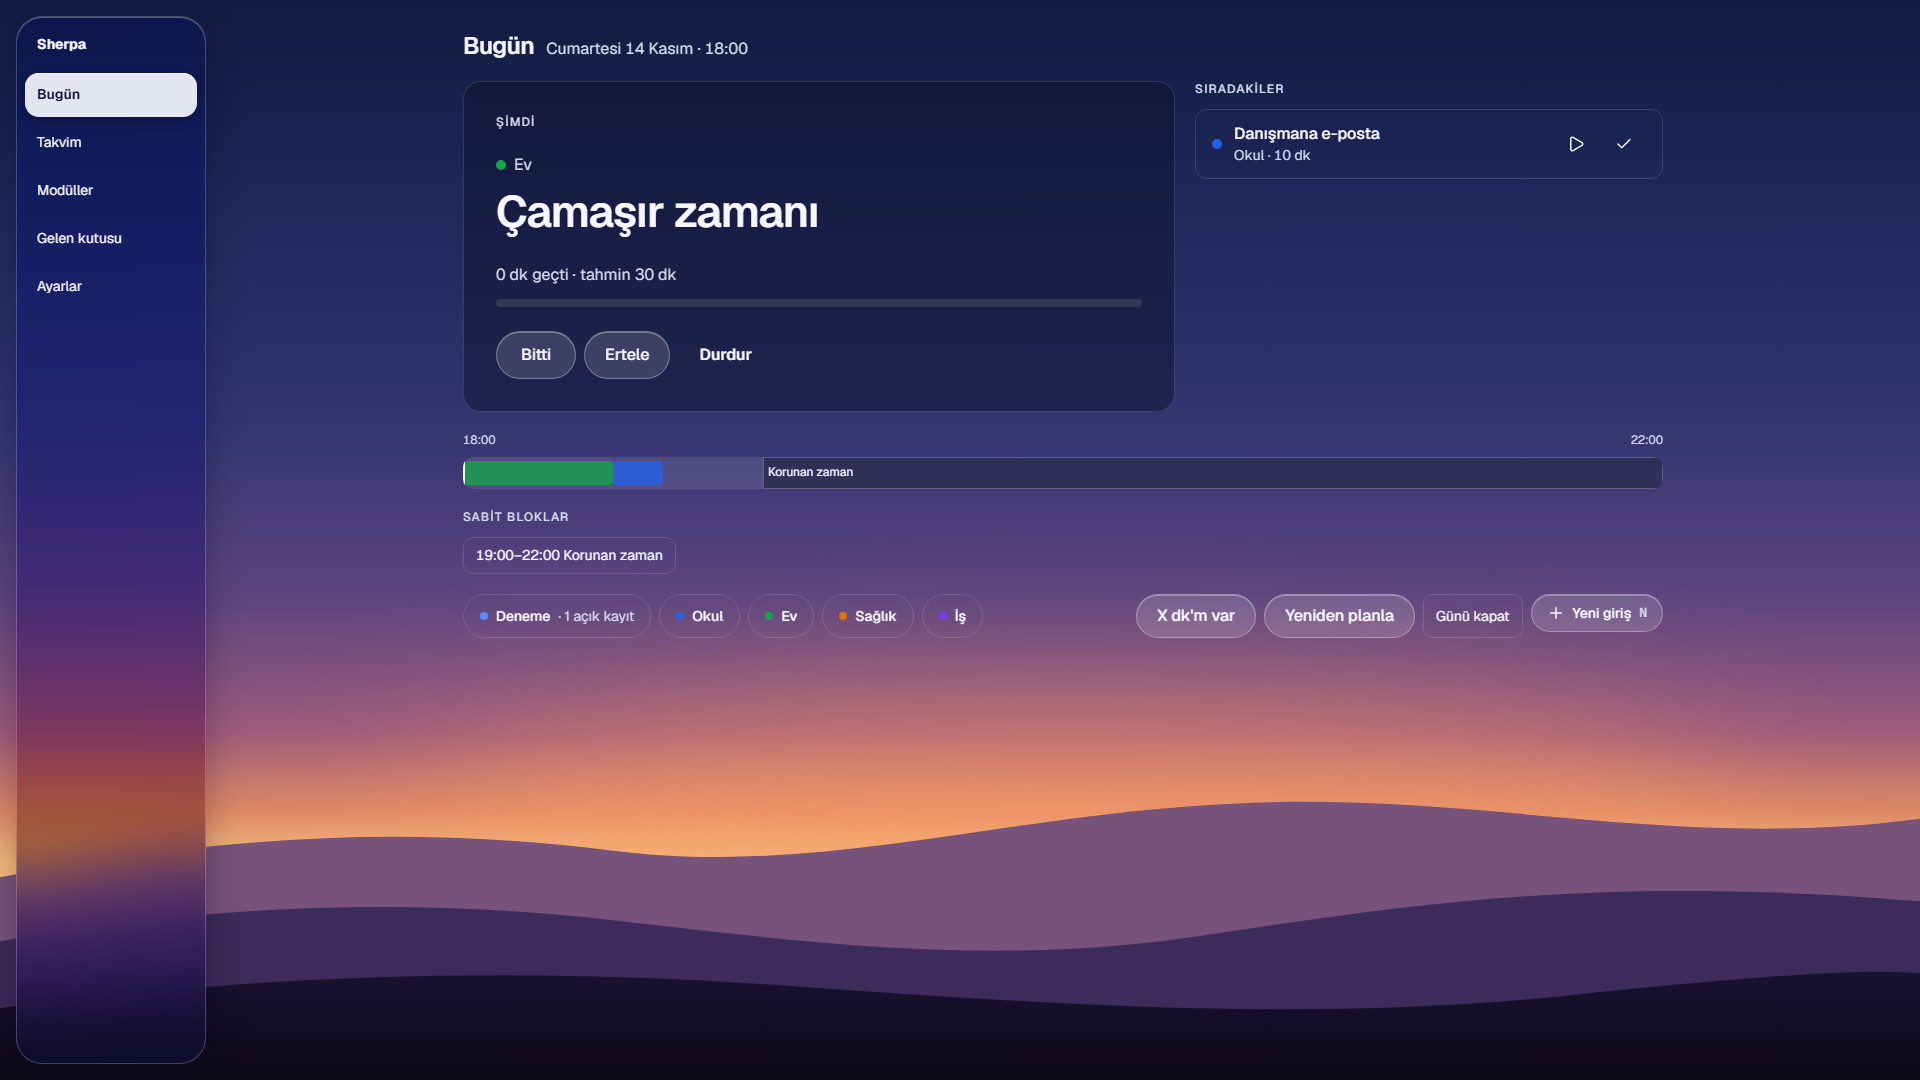 Sherpa
Bugün
Takvim
Modüller
Gelen kutusu
Ayarlar
Bugün Cumartesi 14 Kasım · 18:00
ŞİMDİ
Ev
Çamaşır zamanı
0 dk geçti · tahmin 30 dk
Bitti Ertele Durdur
SIRADAKİLER
Danışmana e-posta
Okul · 10 dk
18:00 22:00
Korunan zaman
SABİT BLOKLAR
19:00–22:00 Korunan zaman
Deneme · 1 açık kayıt Okul Ev Sağlık İş X dk'm var Yeniden planla Günü kapat Yeni giriş N